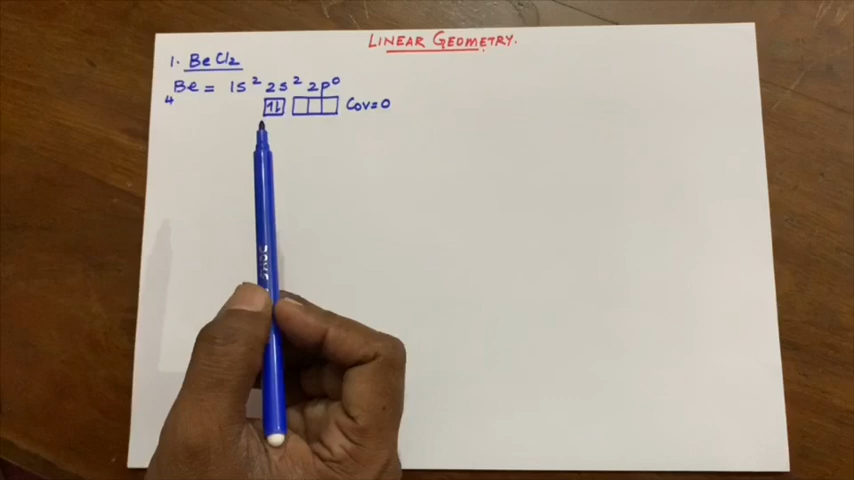 LINEAR GEOMETRY.
1. BeCl2
4Be = 1s² 2s² 2p⁰
↿⇂ Cov=0